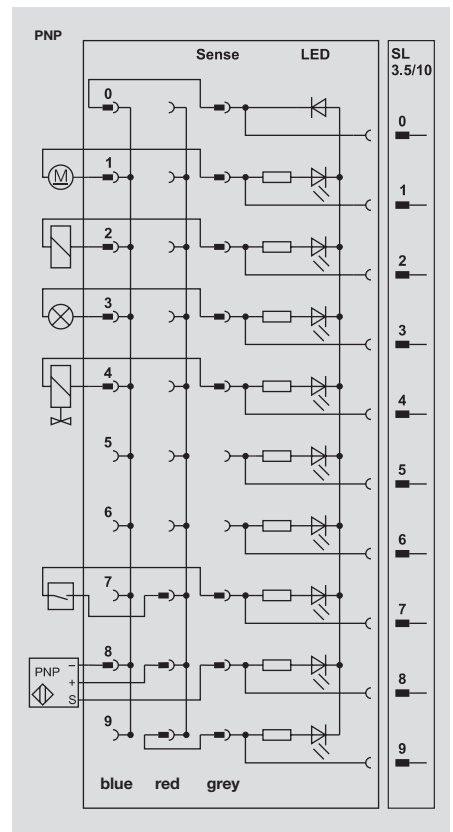 PNP
Sense LED SL
3.5/10
0 0
M 1 1
2 2
3 3
4 4
5 5
6 6
7 7
8 8
PNP − + S
9 9
blue red grey